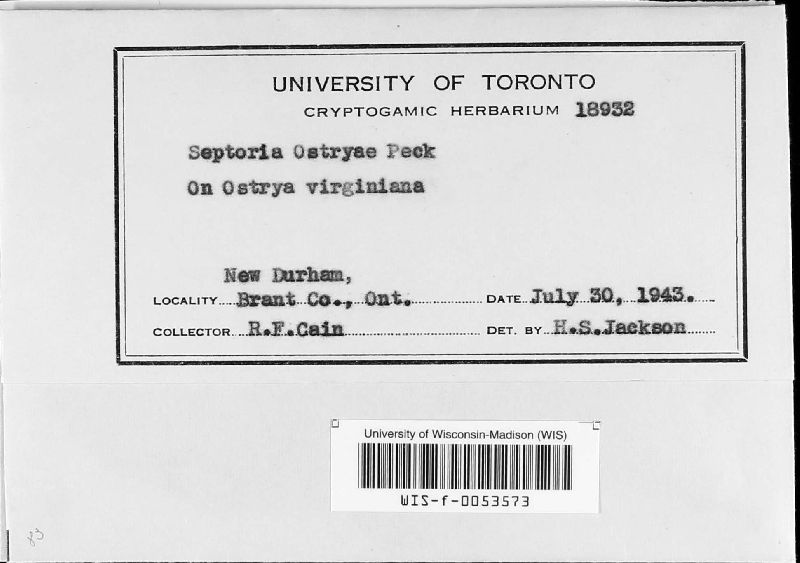 UNIVERSITY OF TORONTO
CRYPTOGAMIC HERBARIUM 18932
Septoria Ostryae Peck
On Ostrya virginiana
New Durham,
LOCALITY Brant Co., Ont. DATE July 30, 1943.
COLLECTOR R.F.Cain DET. BY H.S.Jackson
University of Wisconsin-Madison (WIS)
WIS-f-0053573
83